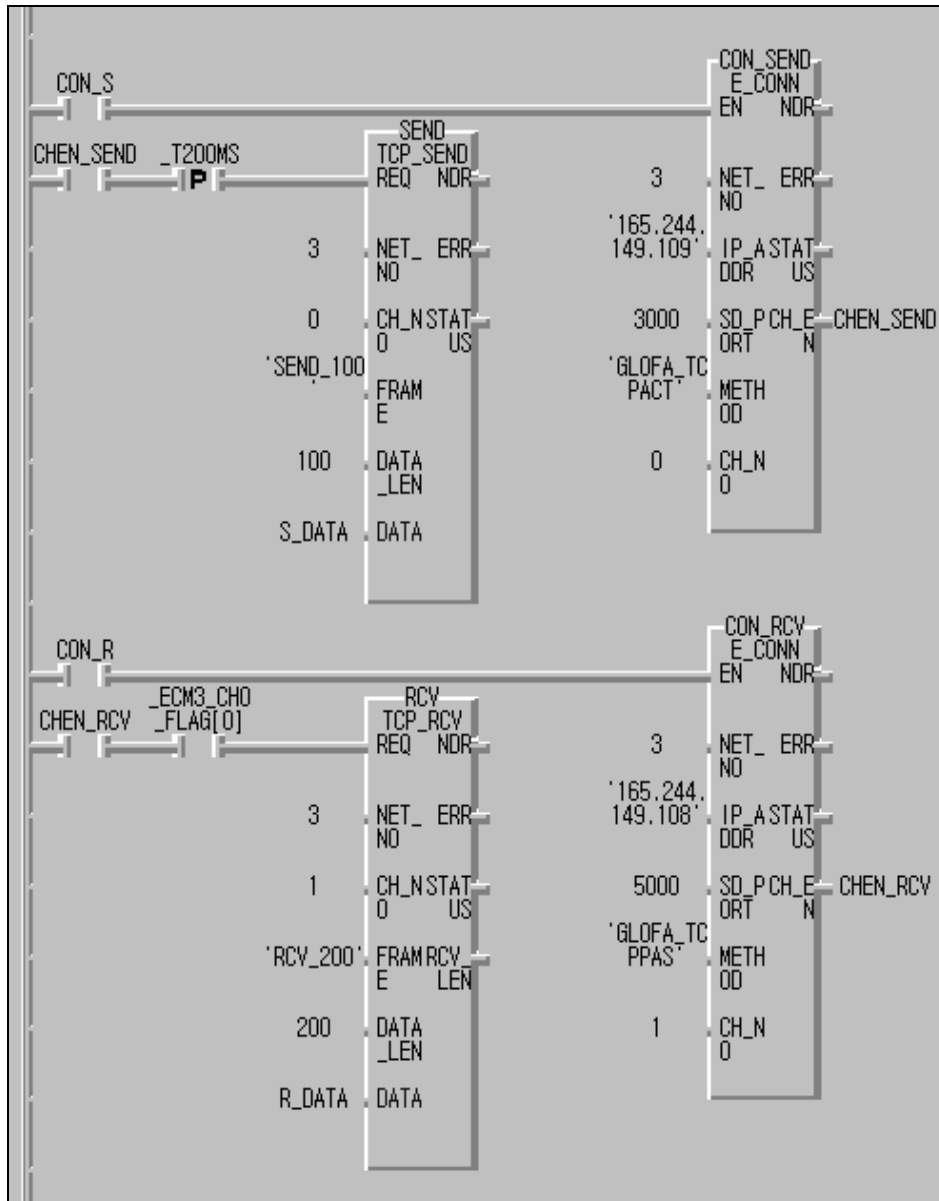 CON_SEND
CON_S E_CONN
EN NDR
SEND
CHEN_SEND _T200MS TCP_SEND
P REQ NDR 3 NET_ ERR
NO
'165.244.
3 NET_ ERR 149.109' IP_A STAT
NO DDR US
0 CH_N STAT 3000 SD_P CH_E CHEN_SEND
O US ORT N
'SEND_100 'GLOFA_TC
' FRAM PACT' METH
E OD
100 DATA 0 CH_N
_LEN O
S_DATA DATA
CON_RCV
CON_R E_CONN
EN NDR
_ECM3_CH0 RCV
CHEN_RCV _FLAG[0] TCP_RCV
REQ NDR 3 NET_ ERR
NO
'165.244.
3 NET_ ERR 149.108' IP_A STAT
NO DDR US
1 CH_N STAT 5000 SD_P CH_E CHEN_RCV
O US ORT N
'GLOFA_TC
'RCV_200' FRAM RCV_ PPAS' METH
E LEN OD
200 DATA 1 CH_N
_LEN O
R_DATA DATA